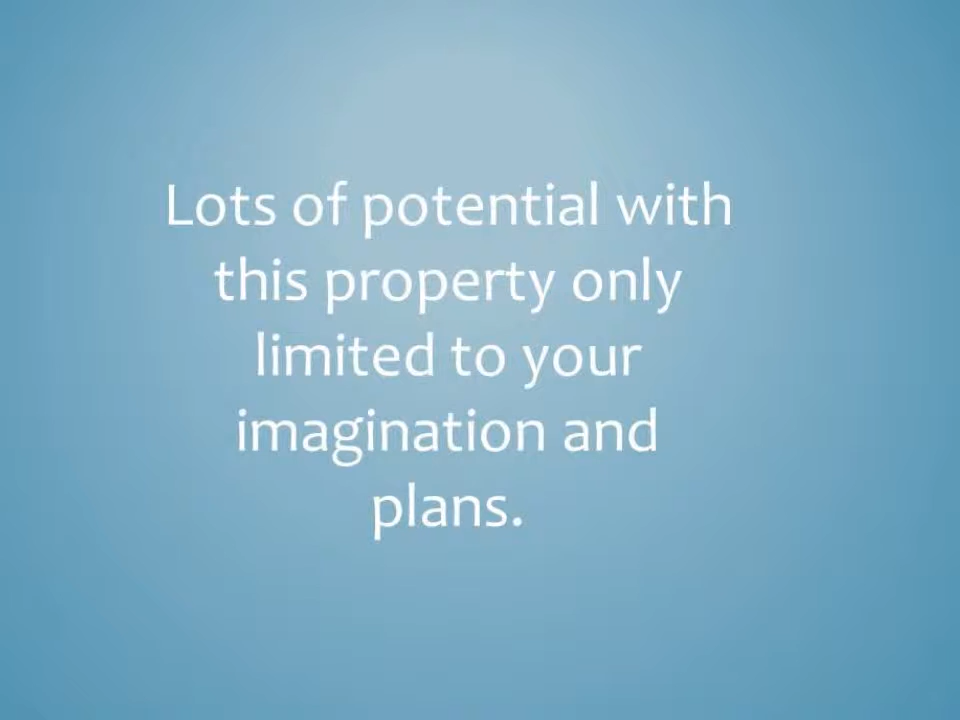 Lots of potential with
this property only
limited to your
imagination and
plans.